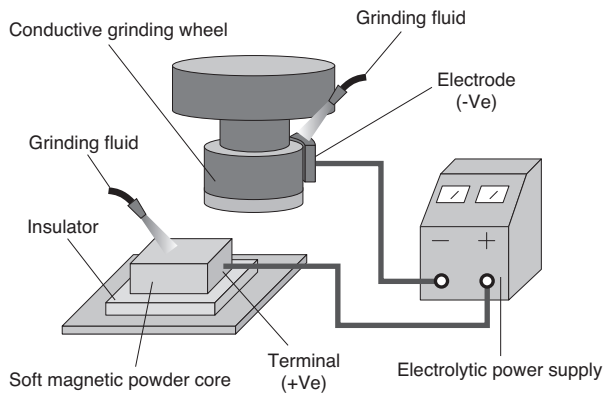 Grinding fluid
Conductive grinding wheel
Electrode
(-Ve)
Grinding fluid
Insulator
− +
Terminal
(+Ve)
Electrolytic power supply
Soft magnetic powder core